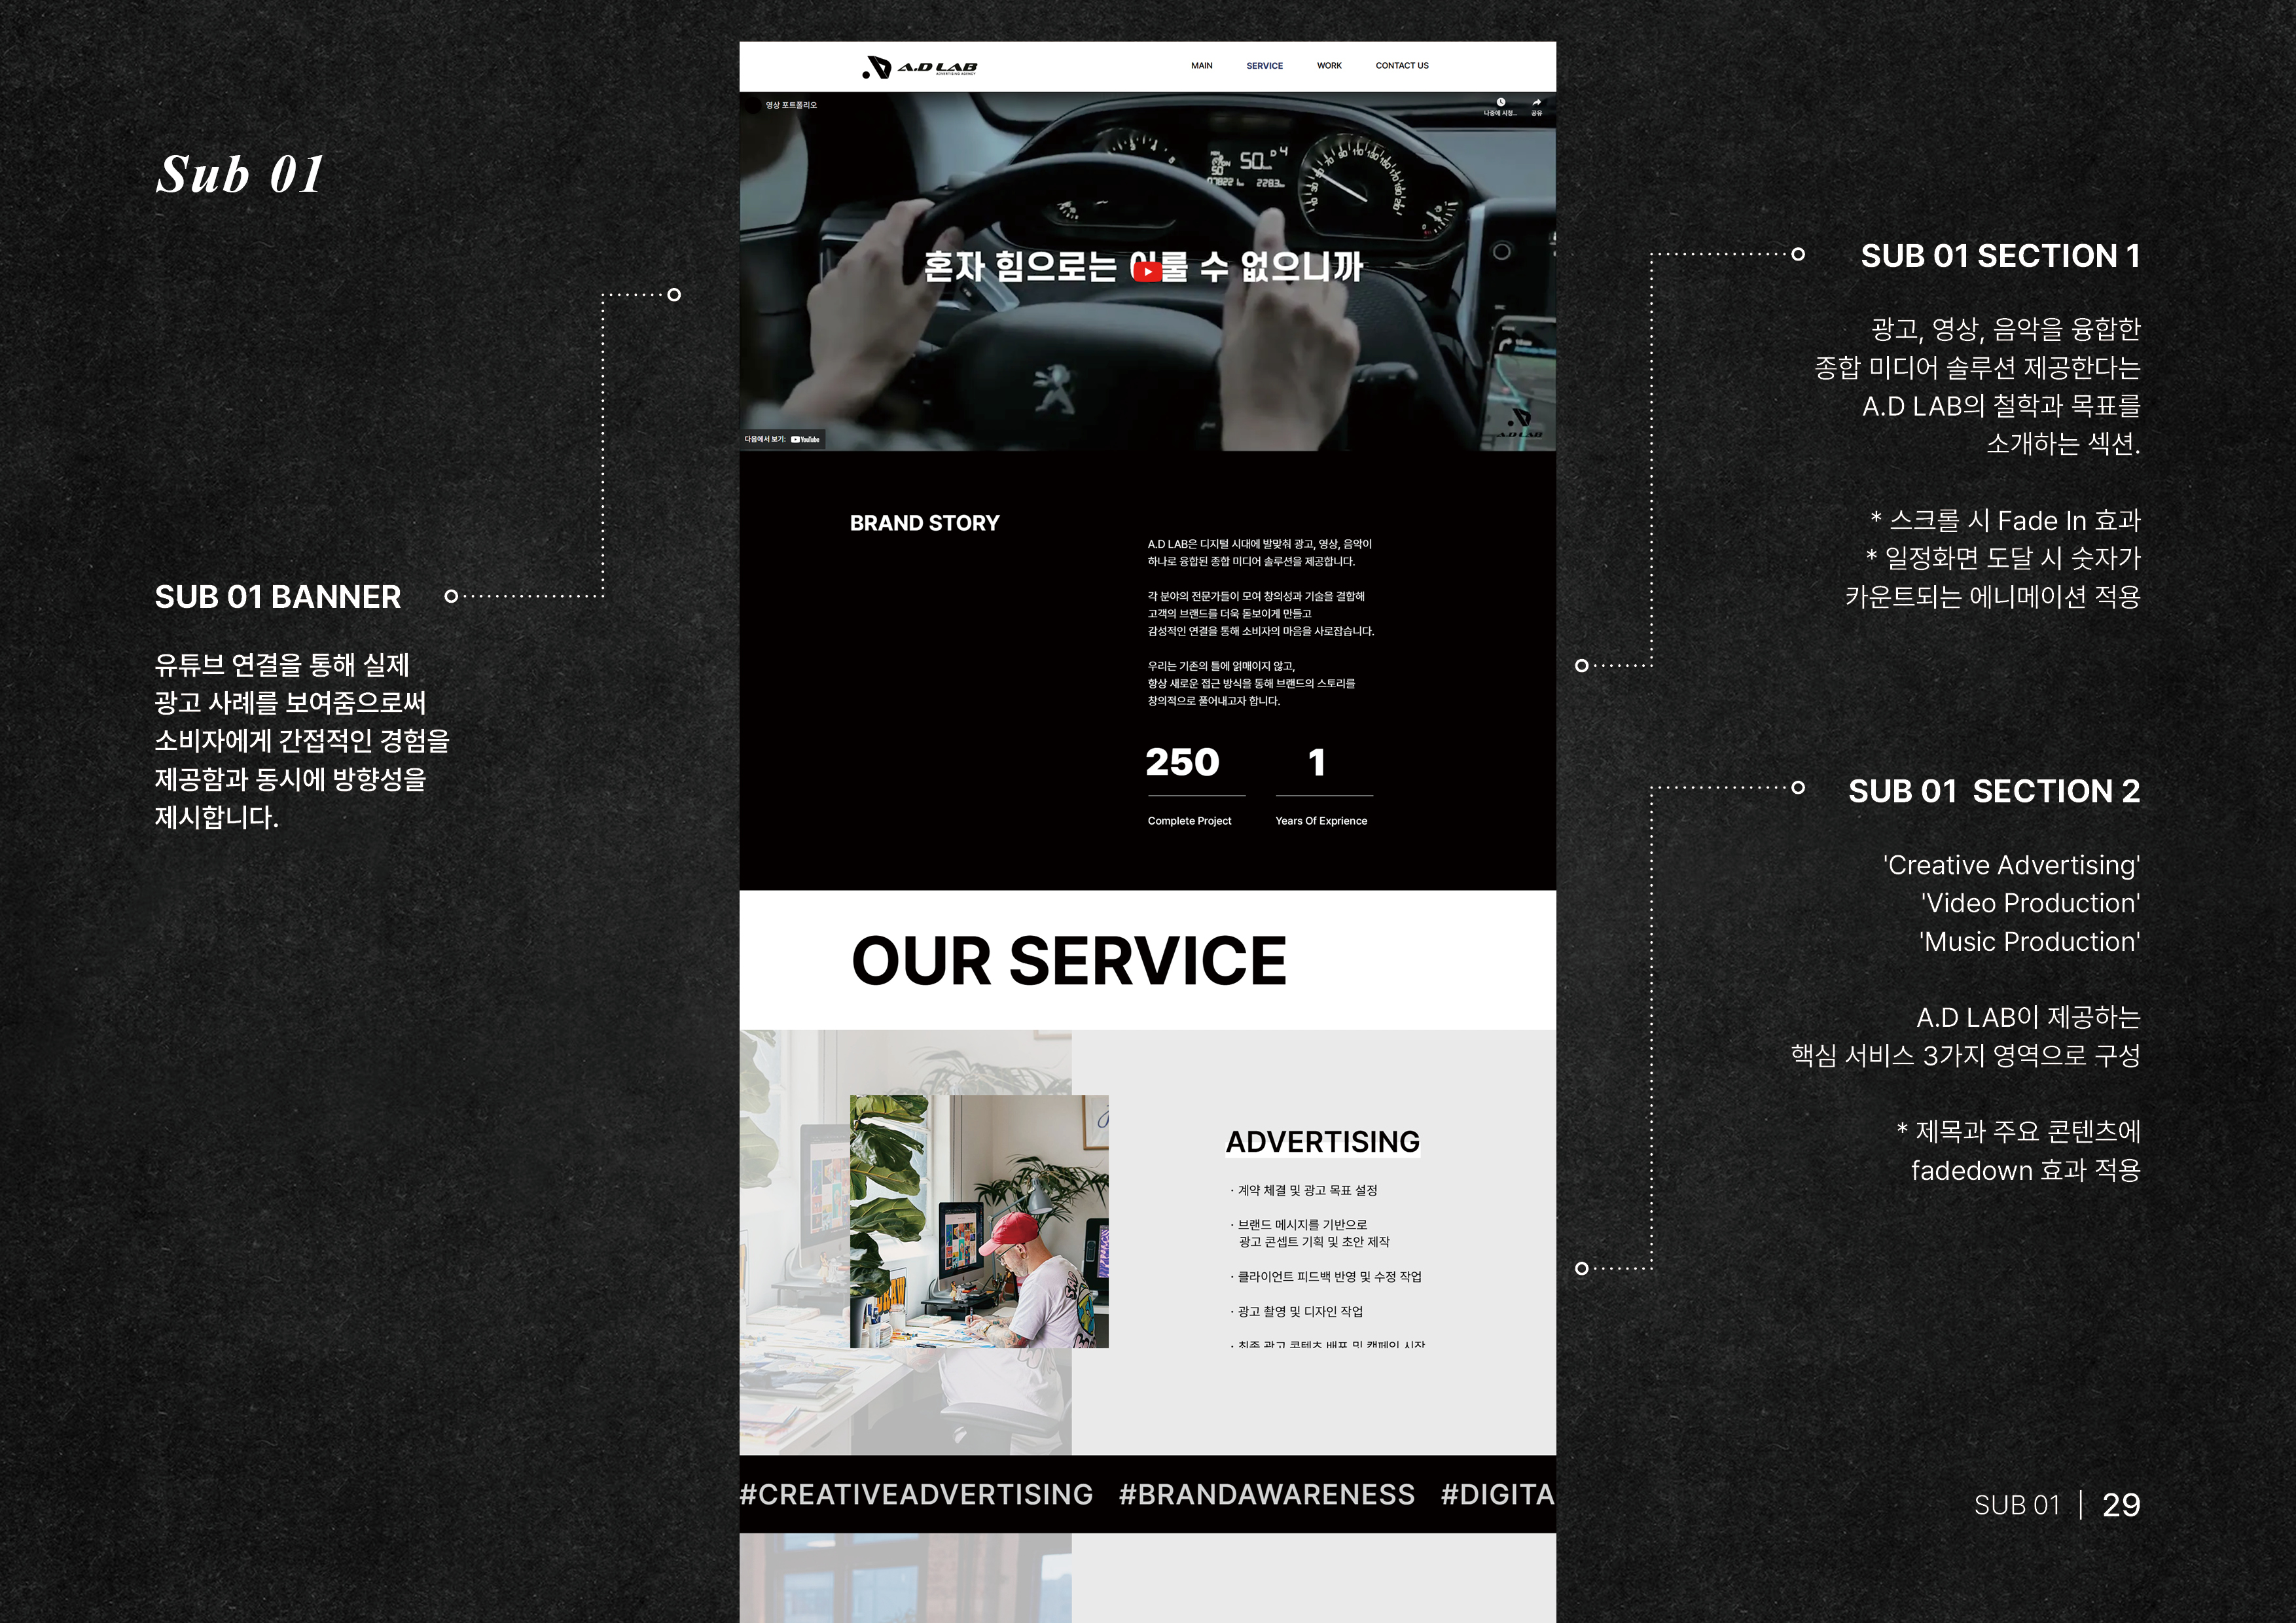 Sub 01
SUB 01 BANNER
유튜브 연결을 통해 실제
광고 사례를 보여줌으로써
소비자에게 간접적인 경험을
제공함과 동시에 방향성을
제시합니다.
A.D LAB
ADVERTISING AGENCY
MAIN SERVICE WORK CONTACT US
영상 포트폴리오
나중에 시청...
공유
50 D 4
혼자 힘으로는 이룰 수 없으니까
다음에서 보기: YouTube
A.D LAB
BRAND STORY
A.D LAB은 디지털 시대에 발맞춰 광고, 영상, 음악이
하나로 융합된 종합 미디어 솔루션을 제공합니다.
각 분야의 전문가들이 모여 창의성과 기술을 결합해
고객의 브랜드를 더욱 돋보이게 만들고
감성적인 연결을 통해 소비자의 마음을 사로잡습니다.
우리는 기존의 틀에 얽매이지 않고,
항상 새로운 접근 방식을 통해 브랜드의 스토리를
창의적으로 풀어내고자 합니다.
250 1
Complete Project Years Of Exprience
OUR SERVICE
ADVERTISING
· 계약 체결 및 광고 목표 설정
· 브랜드 메시지를 기반으로
광고 콘셉트 기획 및 초안 제작
· 클라이언트 피드백 반영 및 수정 작업
· 광고 촬영 및 디자인 작업
· 최종 광고 콘텐츠 배포 및 캠페인 시작
#CREATIVEADVERTISING #BRANDAWARENESS #DIGITA
SUB 01 SECTION 1
광고, 영상, 음악을 융합한
종합 미디어 솔루션 제공한다는
A.D LAB의 철학과 목표를
소개하는 섹션.
* 스크롤 시 Fade In 효과
* 일정화면 도달 시 숫자가
카운트되는 에니메이션 적용
SUB 01 SECTION 2
'Creative Advertising'
'Video Production'
'Music Production'
A.D LAB이 제공하는
핵심 서비스 3가지 영역으로 구성
* 제목과 주요 콘텐츠에
fadedown 효과 적용
SUB 01 | 29